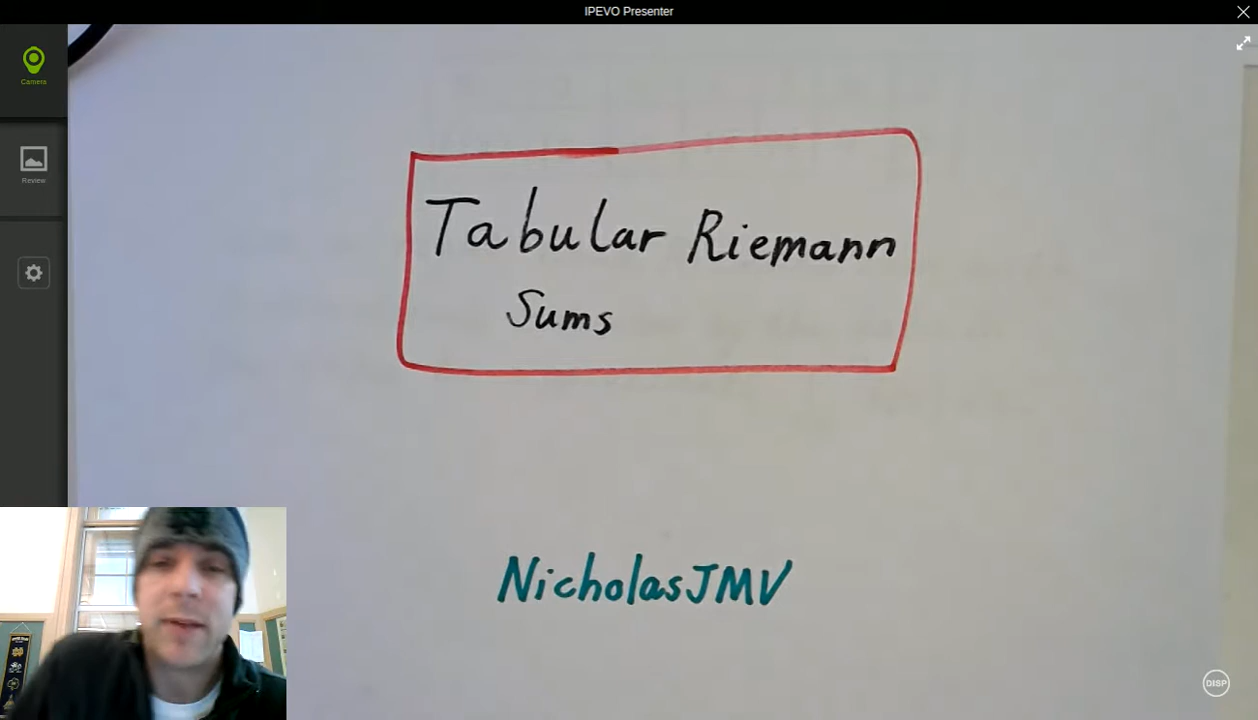 IPEVO Presenter
Camera
Review
Tabular Riemann
Sums
NicholasJMV
DISP